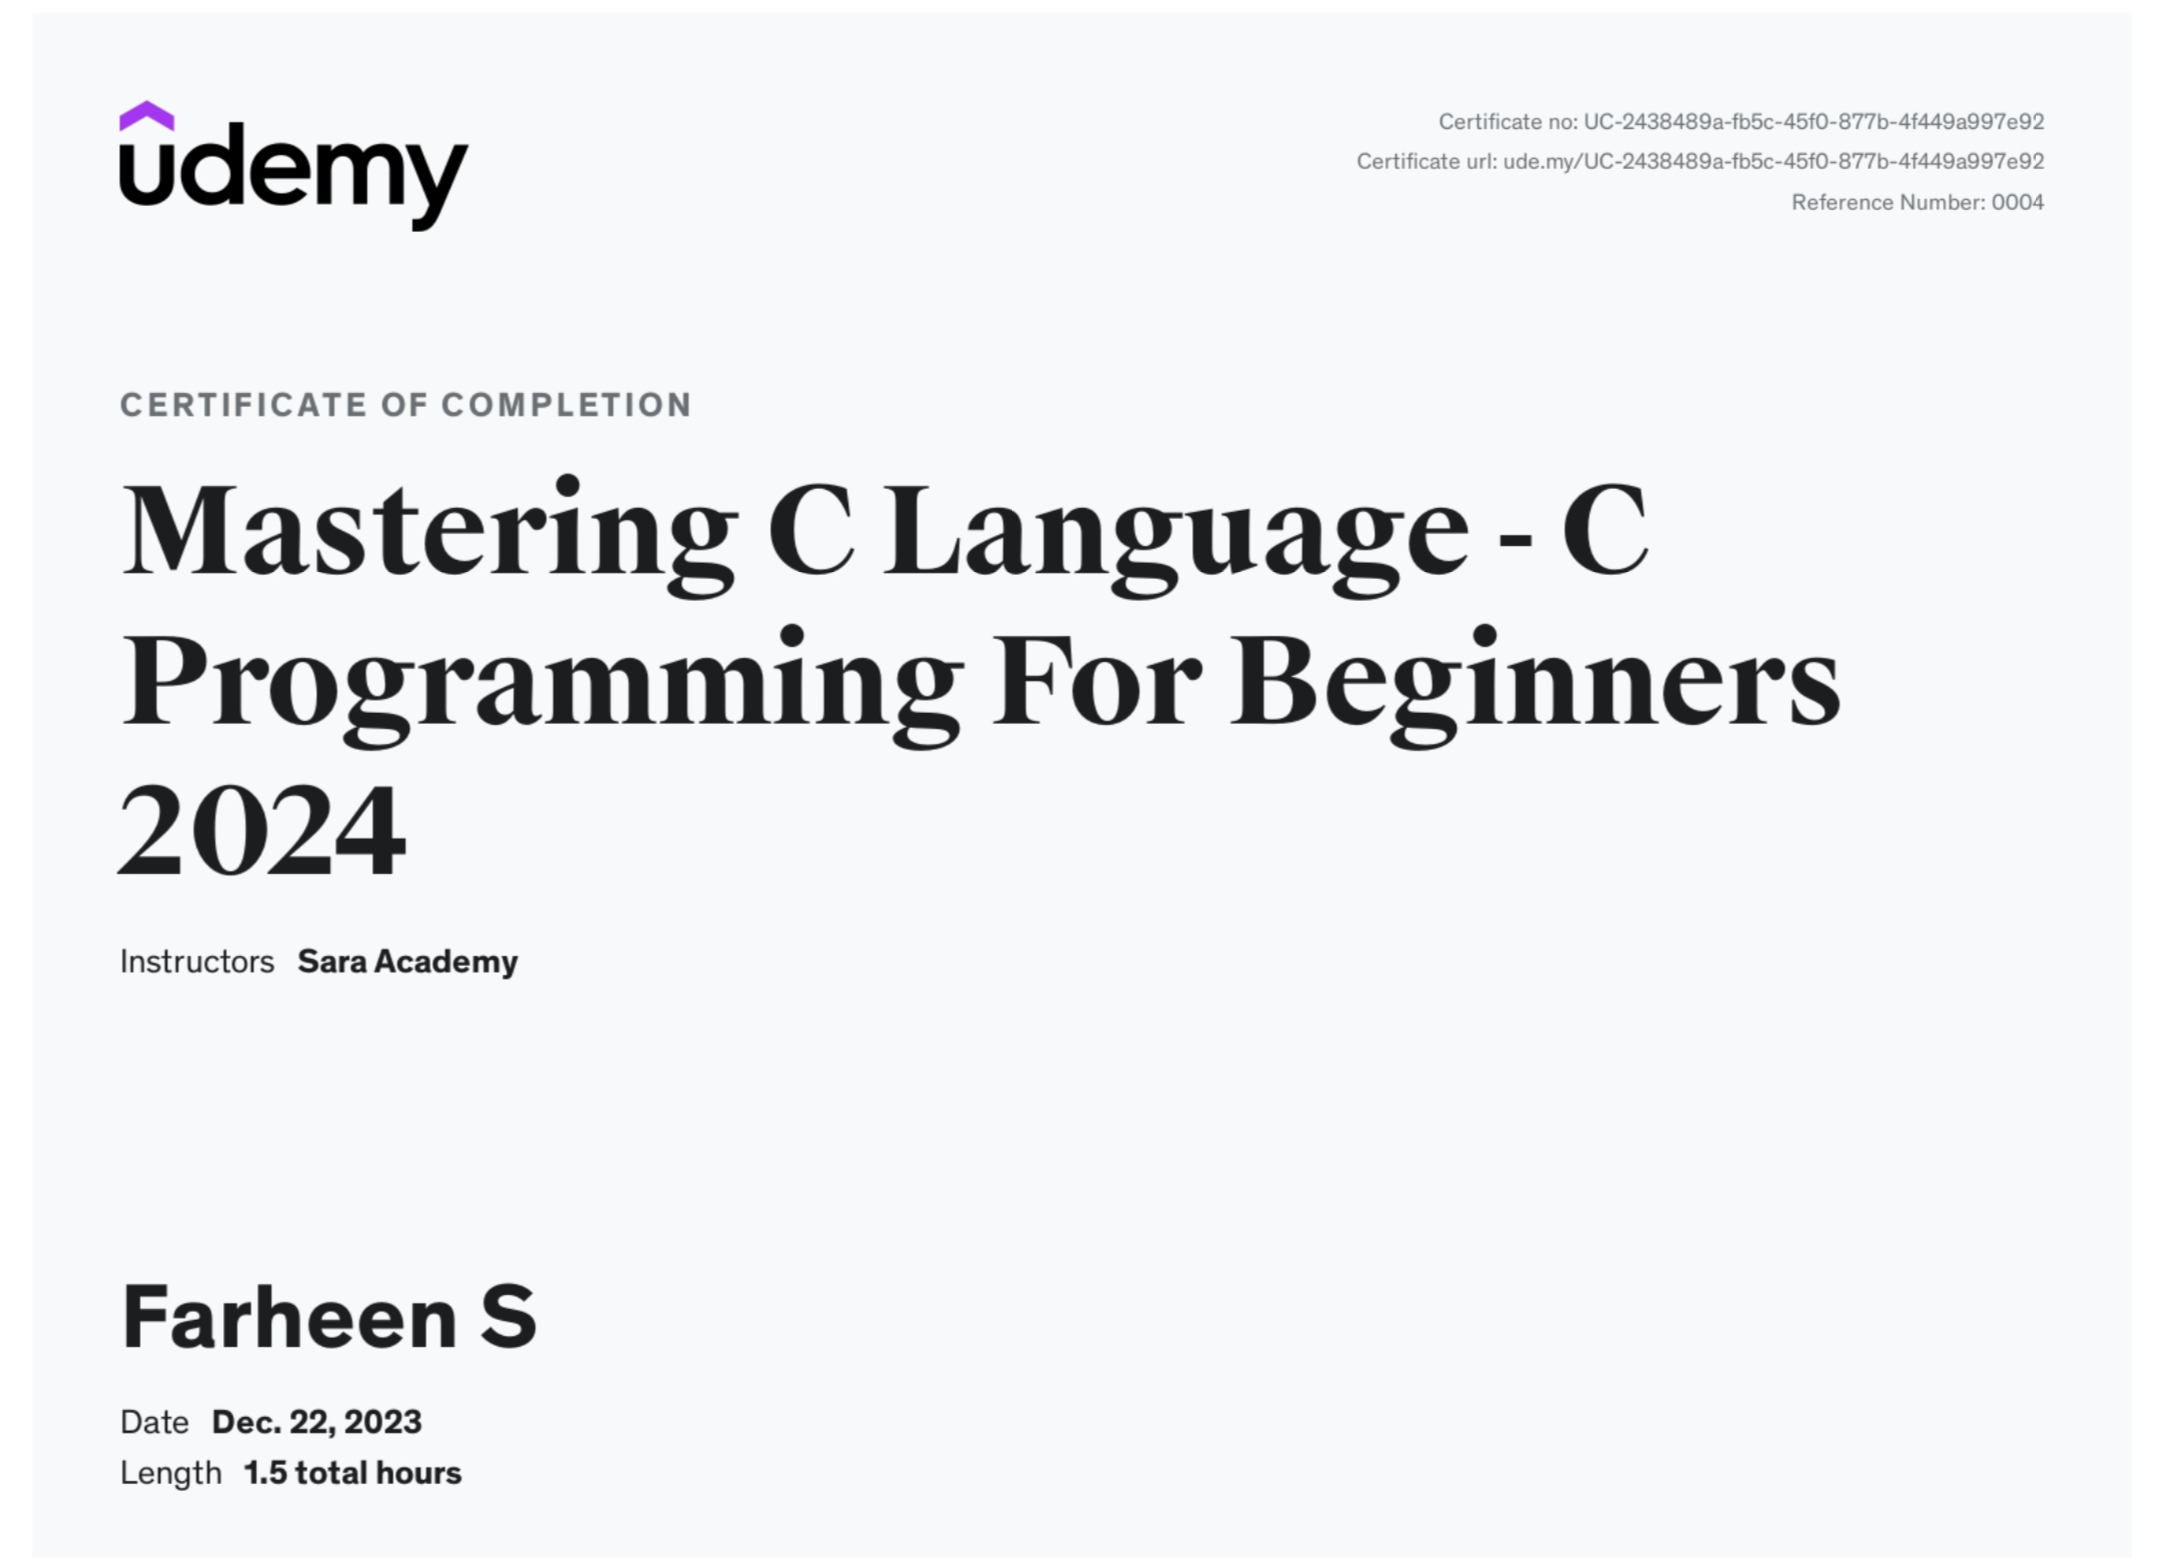 udemy
Certificate no: UC-2438489a-fb5c-45f0-877b-4f449a997e92
Certificate url: ude.my/UC-2438489a-fb5c-45f0-877b-4f449a997e92
Reference Number: 0004
CERTIFICATE OF COMPLETION
Mastering C Language - C
Programming For Beginners
2024
Instructors Sara Academy
Farheen S
Date Dec. 22, 2023
Length 1.5 total hours